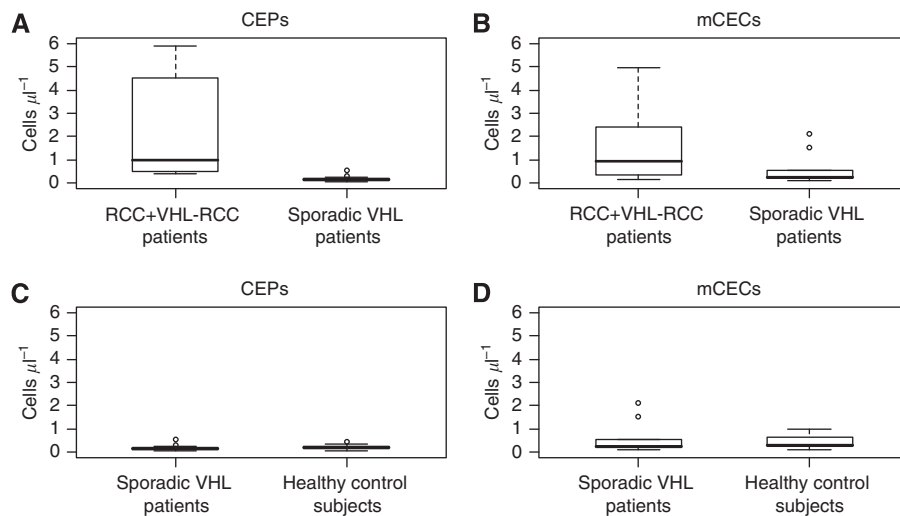 A
CEPs
Cells µl–1
6
5
4
3
2
1
0
RCC+VHL-RCC
patients
Sporadic VHL
patients
B
mCECs
Cells µl–1
6
5
4
3
2
1
0
RCC+VHL-RCC
patients
Sporadic VHL
patients
C
CEPs
Cells µl–1
6
5
4
3
2
1
0
Sporadic VHL
patients
Healthy control
subjects
D
mCECs
Cells µl–1
6
5
4
3
2
1
0
Sporadic VHL
patients
Healthy control
subjects